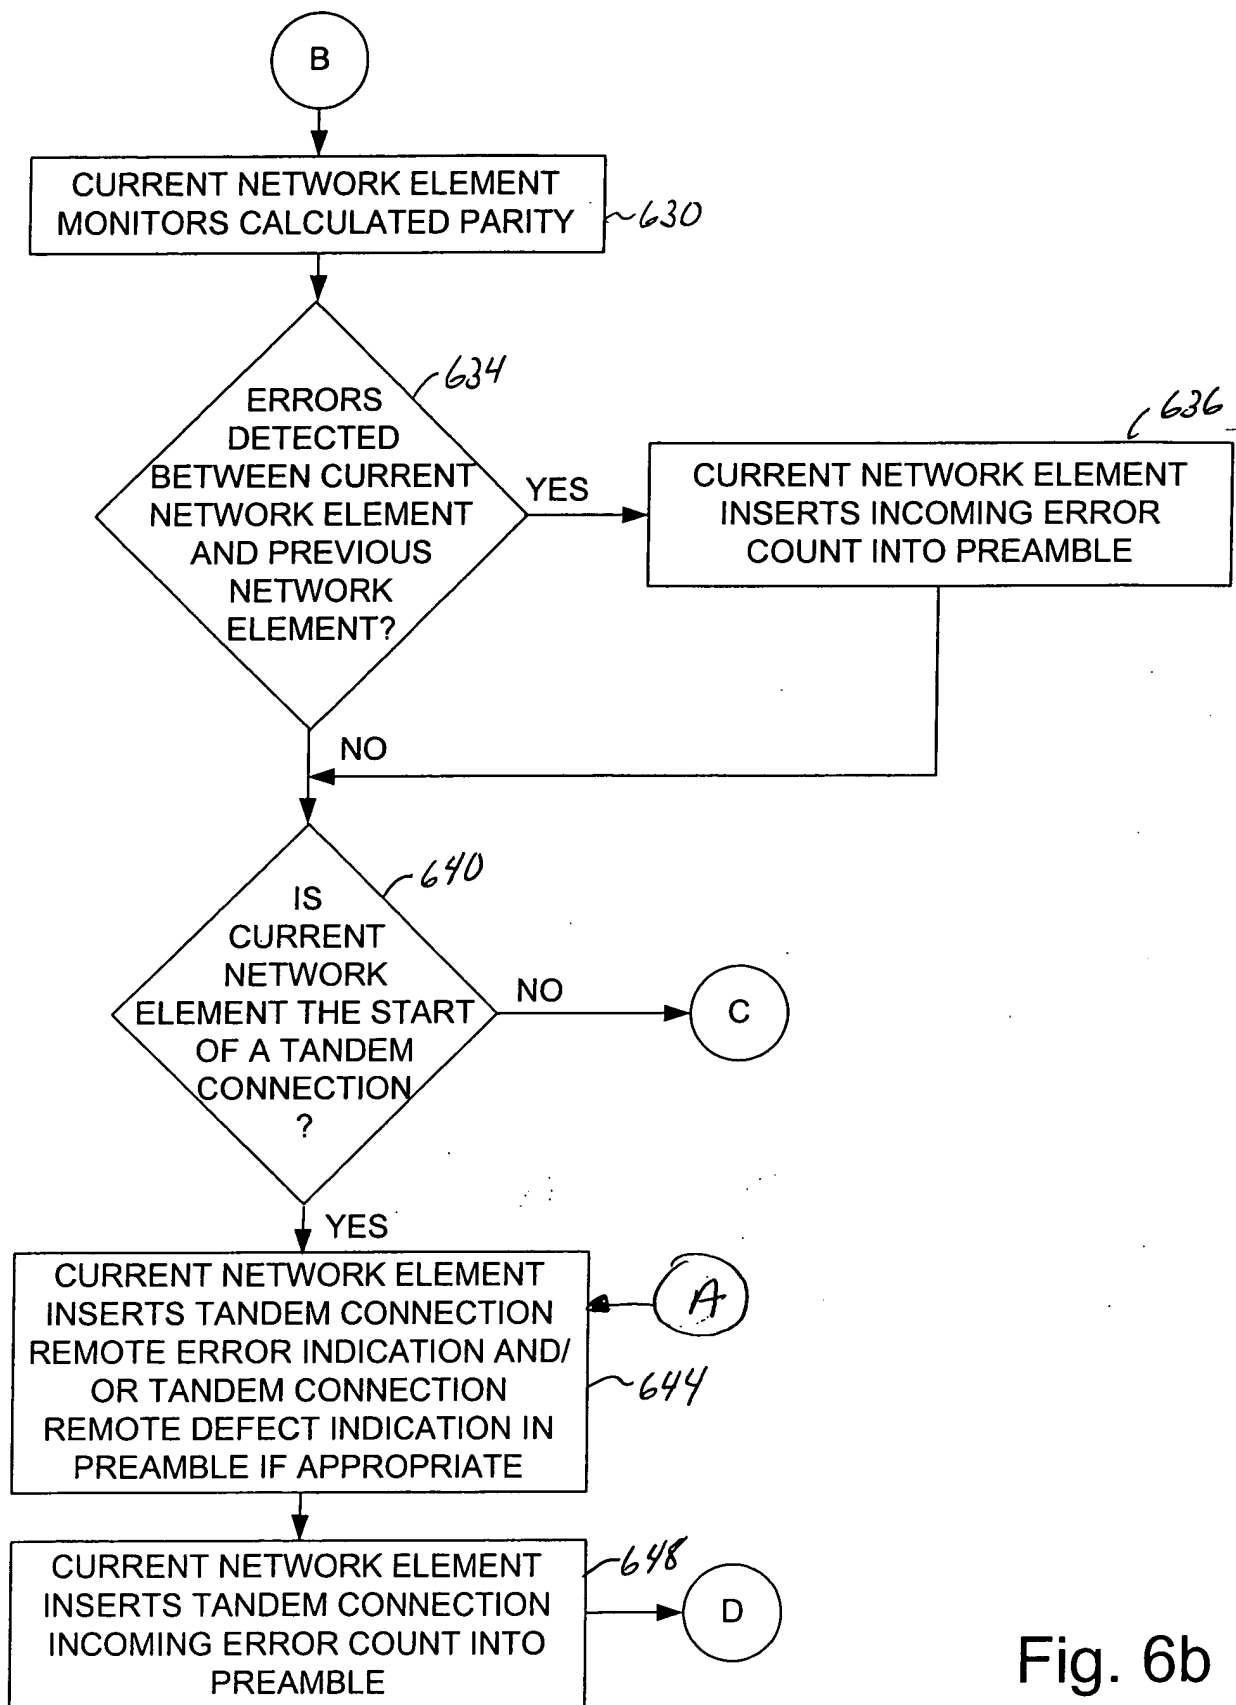 B
CURRENT NETWORK ELEMENT
MONITORS CALCULATED PARITY
630
634
ERRORS
DETECTED
BETWEEN CURRENT
NETWORK ELEMENT
AND PREVIOUS
NETWORK
ELEMENT?
YES
636
CURRENT NETWORK ELEMENT
INSERTS INCOMING ERROR
COUNT INTO PREAMBLE
NO
640
IS
CURRENT
NETWORK
ELEMENT THE START
OF A TANDEM
CONNECTION
?
NO
C
YES
CURRENT NETWORK ELEMENT
INSERTS TANDEM CONNECTION
REMOTE ERROR INDICATION AND/
OR TANDEM CONNECTION
REMOTE DEFECT INDICATION IN
PREAMBLE IF APPROPRIATE
A
644
CURRENT NETWORK ELEMENT
INSERTS TANDEM CONNECTION
INCOMING ERROR COUNT INTO
PREAMBLE
648
D
Fig. 6b